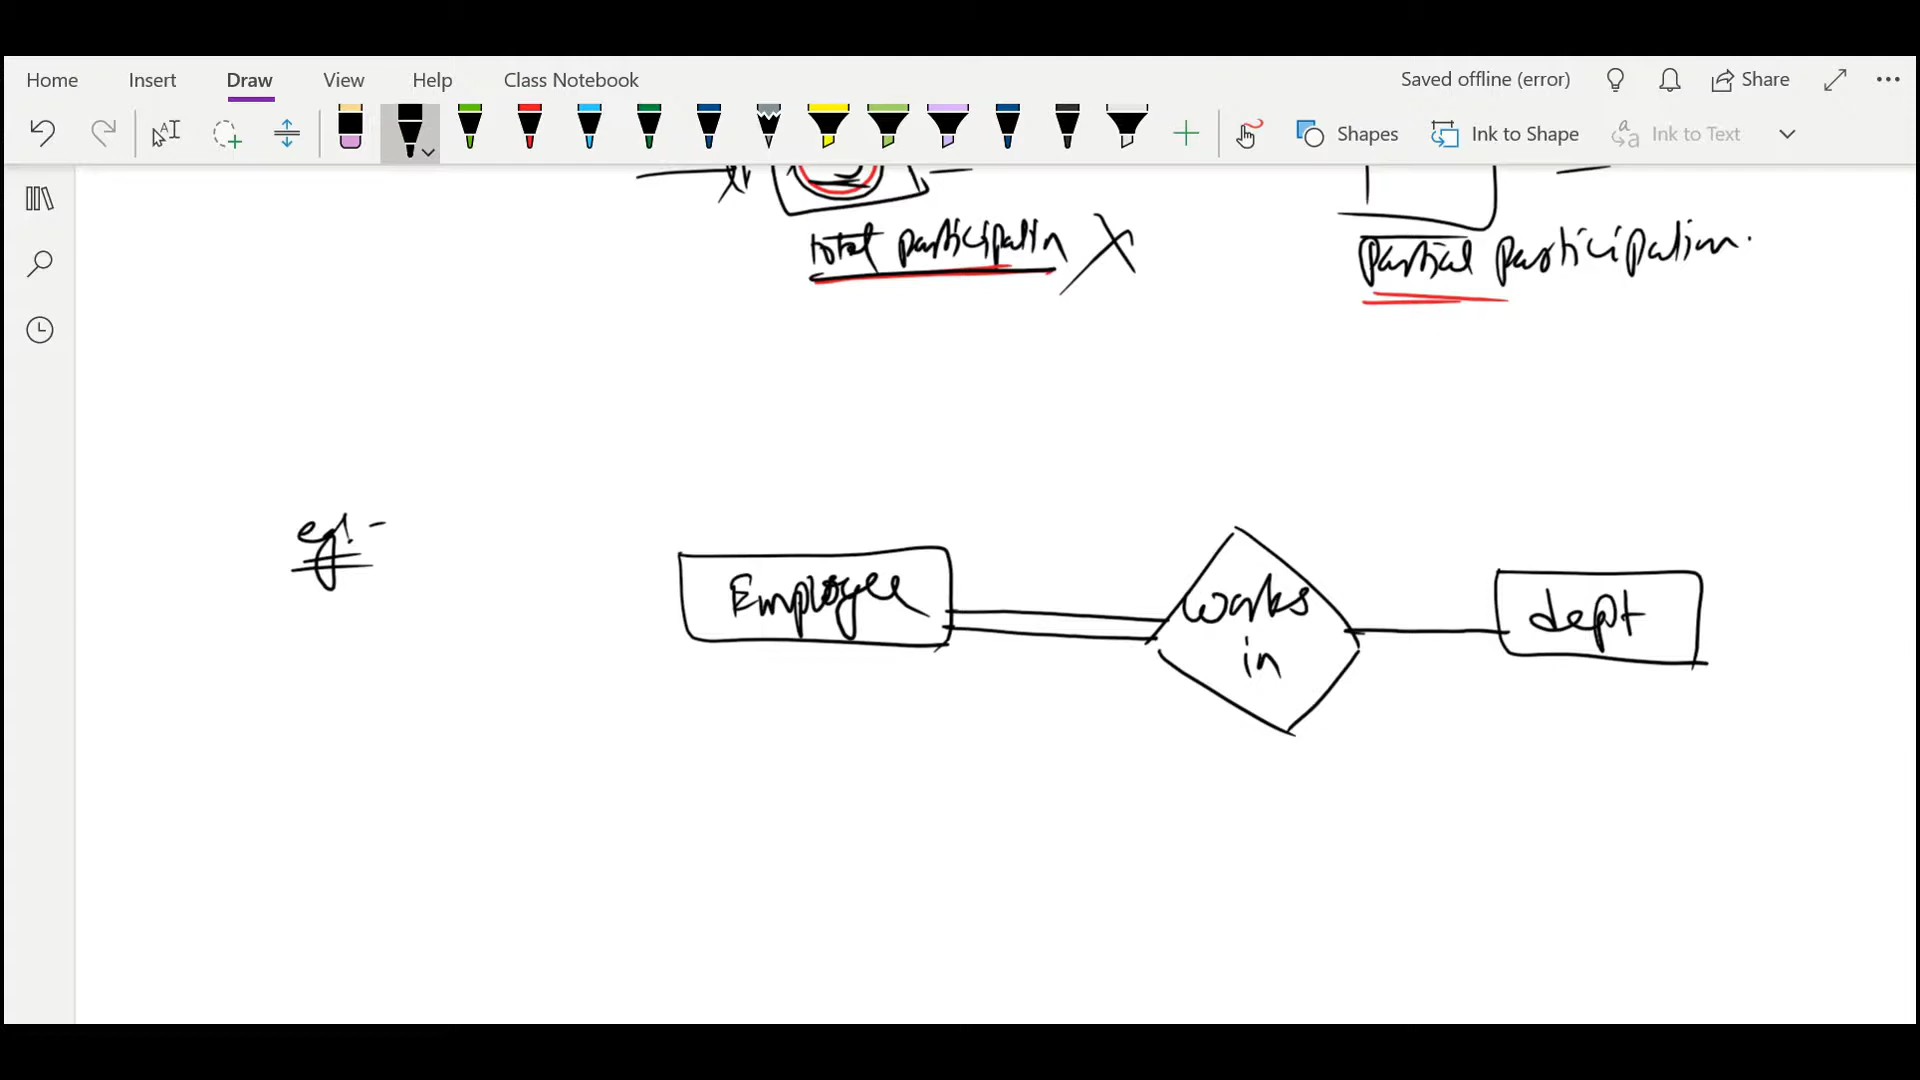 Home Insert Draw View Help Class Notebook Saved offline (error) Share
Shapes Ink to Shape Ink to Text
total participatin
partial participation.
eg! -
Employee
works
in
dept